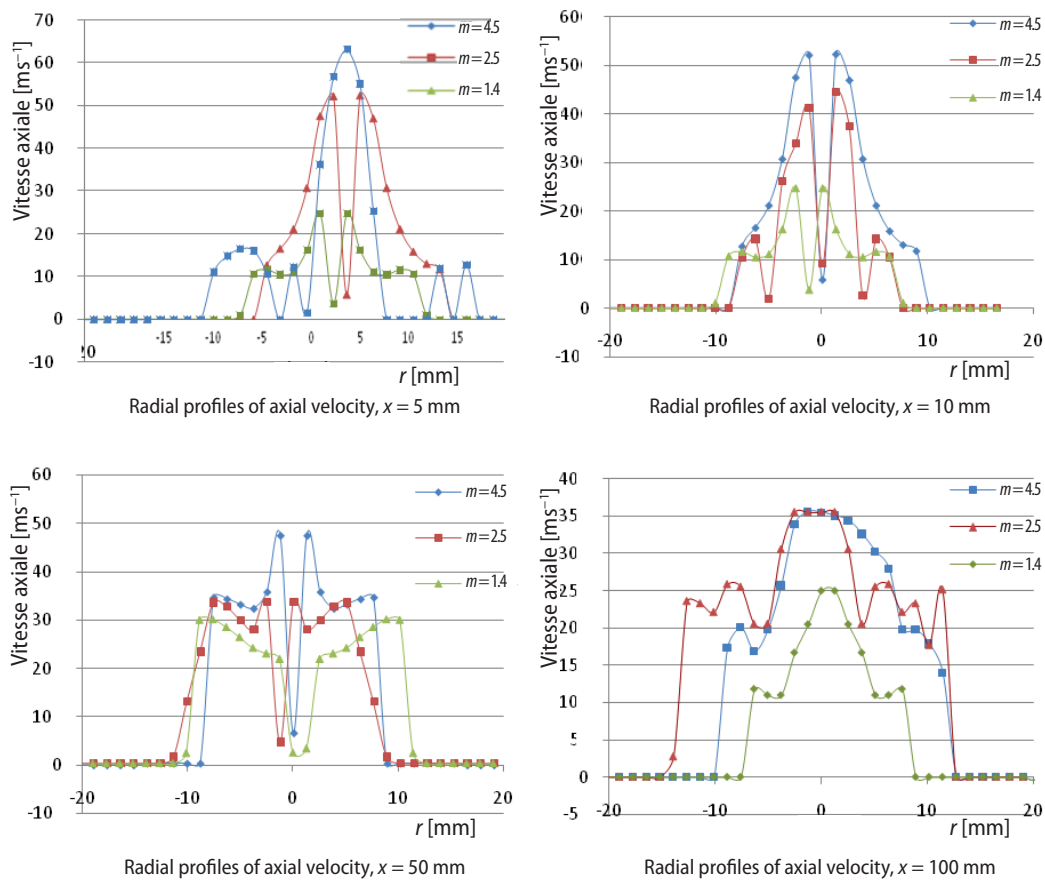 70
60
50
40
30
20
10
0
-10
Vitesse axiale [ms⁻¹]
m = 4.5
m = 2.5
m = 1.4
20 -15 -10 -5 0 5 10 15
r [mm]
Radial profiles of axial velocity, x = 5 mm
600
500
400
300
200
100
0
-10
Vitesse axiale [ms⁻¹]
m = 4.5
m = 2.5
m = 1.4
-20 -10 0 10 20
r [mm]
Radial profiles of axial velocity, x = 10 mm
60
50
40
30
20
10
0
-10
Vitesse axiale [ms⁻¹]
m = 4.5
m = 2.5
m = 1.4
-20 -10 0 10 20
r [mm]
Radial profiles of axial velocity, x = 50 mm
40
35
30
25
20
15
10
5
0
-5
Vitesse axiale [ms⁻¹]
m = 4.5
m = 2.5
m = 1.4
-20 -10 0 10 20
r [mm]
Radial profiles of axial velocity, x = 100 mm